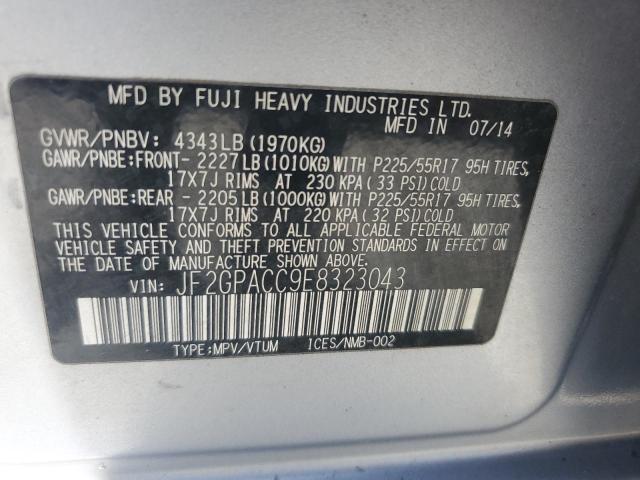 MFD BY FUJI HEAVY INDUSTRIES LTD.
MFD IN 07/14
GVWR/PNBV: 4343LB (1970KG)
GAWR/PNBE:FRONT- 2227LB (1010KG) WITH P225/55R17 95H TIRES,
17X7J RIMS AT 230 KPA (33 PSI) COLD
GAWR/PNBE:REAR - 2205LB (1000KG) WITH P225/55R17 95H TIRES,
17X7J RIMS AT 220 KPA (32 PSI) COLD
THIS VEHICLE CONFORMS TO ALL APPLICABLE FEDERAL MOTOR
VEHICLE SAFETY AND THEFT PREVENTION STANDARDS IN EFFECT ON
THE DATE OF MANUFACTURE SHOWN ABOVE.
VIN: JF2GPACC9E8323043
TYPE:MPV/VTUM ICES/NMB-002